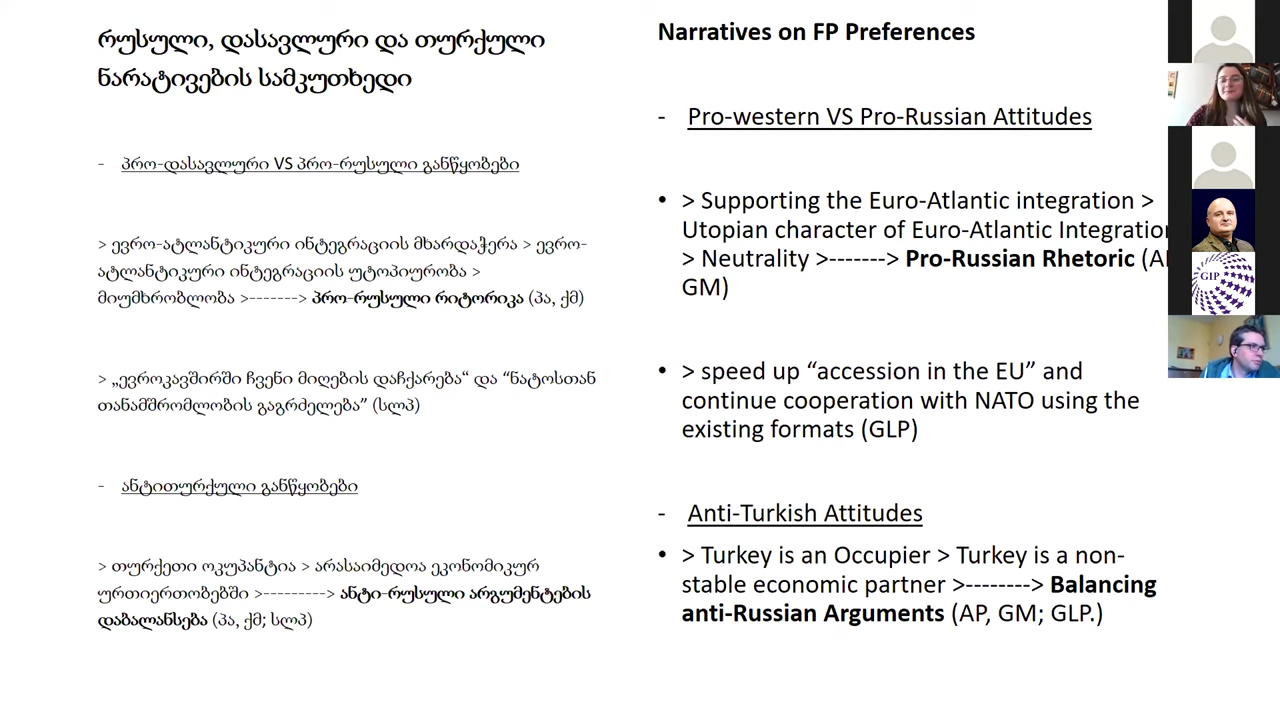 რუსული, დასავლური და თურქული
ნარატივების სამკუთხედი
- პრო-დასავლური VS პრო-რუსული განწყობები
> ევრო-ატლანტიკური ინტეგრაციის მხარდაჭერა > ევრო-
ატლანტიკური ინტეგრაციის უტოპიურობა >
მიუმხრობლობა >-------> პრო-რუსული რიტორიკა (პა, ქმ)
> „ევროკავშირში ჩვენი მიღების დაჩქარება“ და “ნატოსთან
თანამშრომლობის გაგრძელება” (სლპ)
- ანტითურქული განწყობები
> თურქეთი ოკუპანტია > არასაიმედოა ეკონომიკურ
ურთიერთობებში >---------> ანტი-რუსული არგუმენტების
დაბალანსება (პა, ქმ; სლპ)
Narratives on FP Preferences
- Pro-western VS Pro-Russian Attitudes
• > Supporting the Euro-Atlantic integration >
Utopian character of Euro-Atlantic Integration
> Neutrality >-------> Pro-Russian Rhetoric
GM)
• > speed up “accession in the EU” and
continue cooperation with NATO using the
existing formats (GLP)
- Anti-Turkish Attitudes
• > Turkey is an Occupier > Turkey is a non-
stable economic partner >--------> Balancing
anti-Russian Arguments (AP, GM; GLP.)
GIP